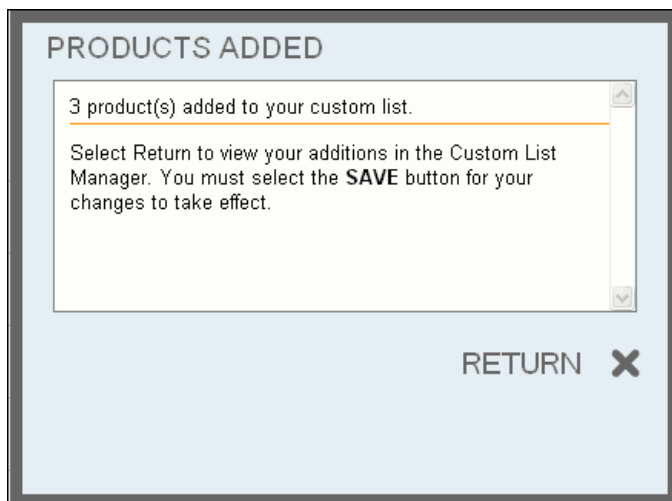 PRODUCTS ADDED
3 product(s) added to your custom list.
Select Return to view your additions in the Custom List
Manager. You must select the SAVE button for your
changes to take effect.
RETURN